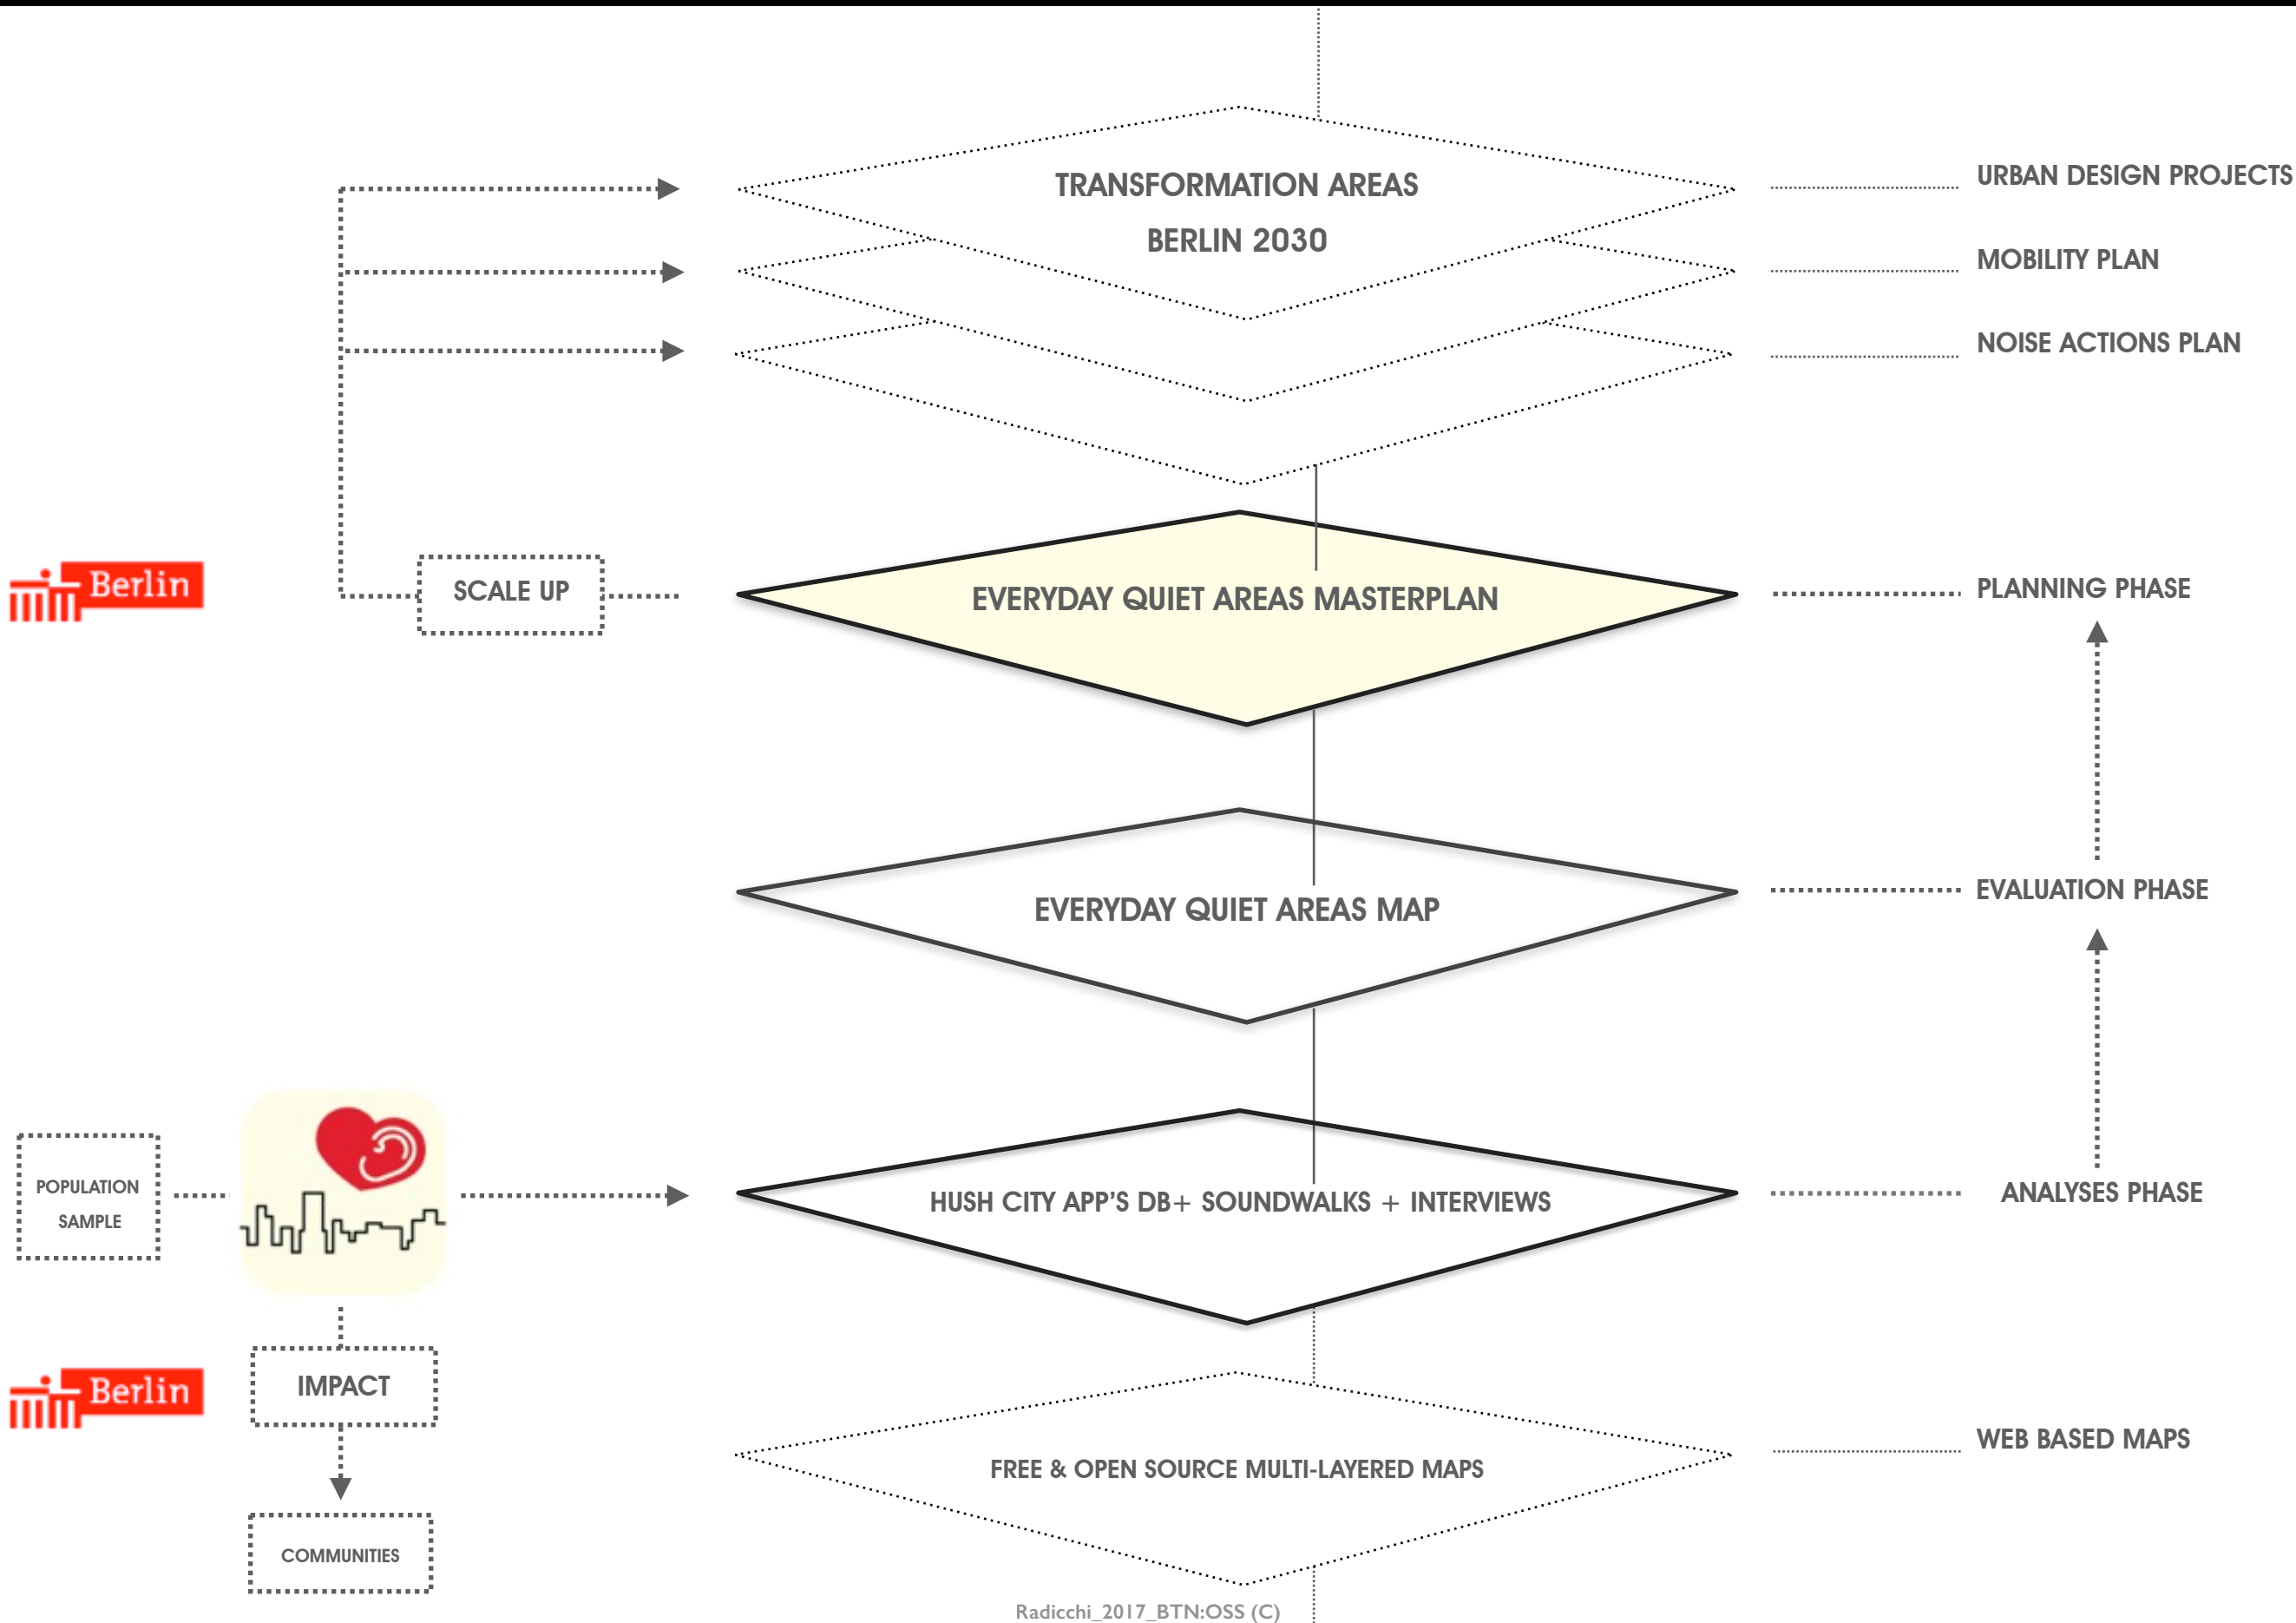 TRANSFORMATION AREAS
BERLIN 2030
URBAN DESIGN PROJECTS
MOBILITY PLAN
NOISE ACTIONS PLAN
Berlin
SCALE UP
EVERYDAY QUIET AREAS MASTERPLAN
PLANNING PHASE
EVERYDAY QUIET AREAS MAP
EVALUATION PHASE
POPULATION
SAMPLE
HUSH CITY APP'S DB+ SOUNDWALKS + INTERVIEWS
ANALYSES PHASE
Berlin
IMPACT
COMMUNITIES
FREE & OPEN SOURCE MULTI-LAYERED MAPS
WEB BASED MAPS
Radicchi_2017_BTN:OSS (C)